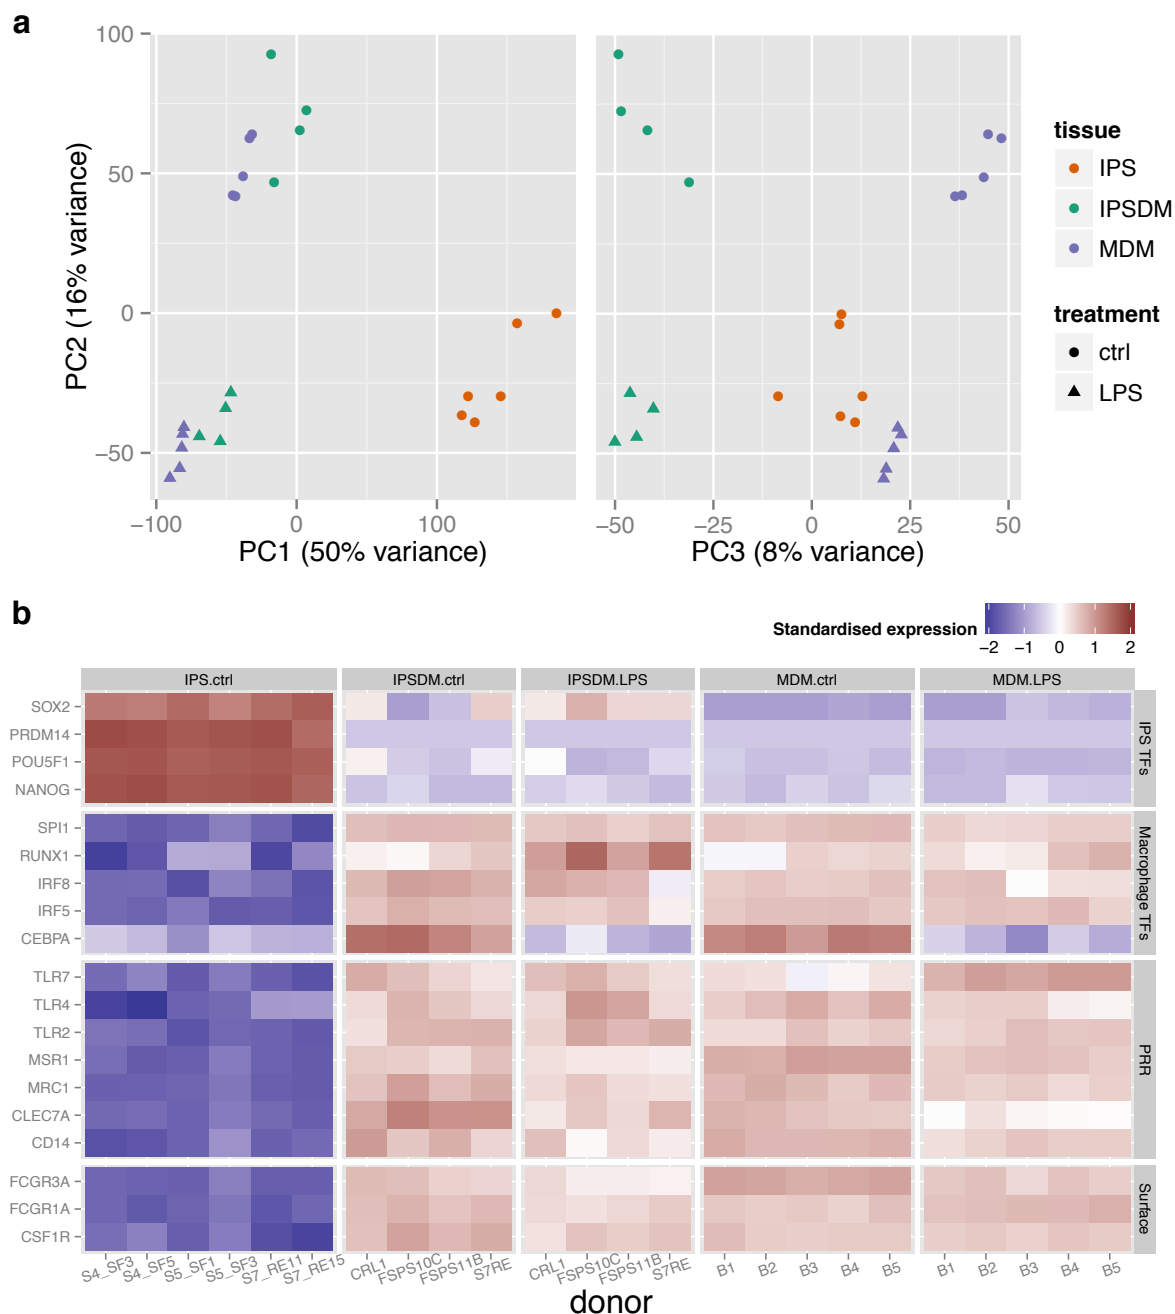 a
100
50
0
−50
PC2 (16% variance)
−100
0
100
PC1 (50% variance)
−50
−25
0
25
50
PC3 (8% variance)
tissue
IPS
IPSDM
MDM
treatment
ctrl
LPS
b
Standardised expression
−2 −1 0 1 2
IPS.ctrl IPSDM.ctrl IPSDM.LPS MDM.ctrl MDM.LPS
SOX2
PRDM14
POU5F1
NANOG
IPS TFs
SPI1
RUNX1
IRF8
IRF5
CEBPA
Macrophage TFs
TLR7
TLR4
TLR2
MSR1
MRC1
CLEC7A
CD14
PRR
FCGR3A
FCGR1A
CSF1R
Surface
S4_SF3 S4_SF5 S5_SF1 S5_SF3 S7_RE11 S7_RE15 CRL1 FSPS10C FSPS11B S7RE CRL1 FSPS10C FSPS11B S7RE B1 B2 B3 B4 B5 B1 B2 B3 B4 B5
donor